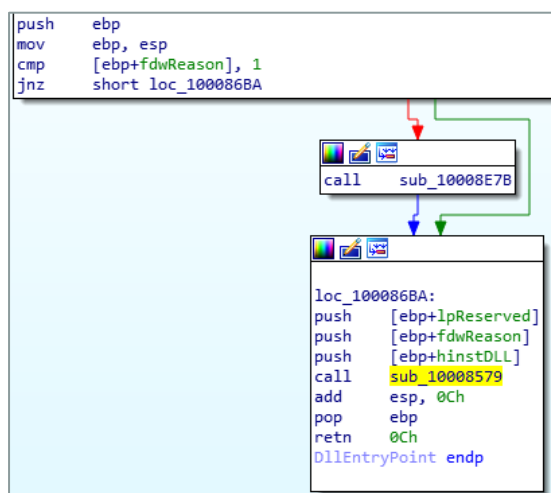 push ebp
mov ebp, esp
cmp [ebp+fdwReason], 1
jnz short loc_100086BA
call sub_10008E7B
loc_100086BA:
push [ebp+lpReserved]
push [ebp+fdwReason]
push [ebp+hinstDLL]
call sub_10008579
add esp, 0Ch
pop ebp
retn 0Ch
DllEntryPoint endp